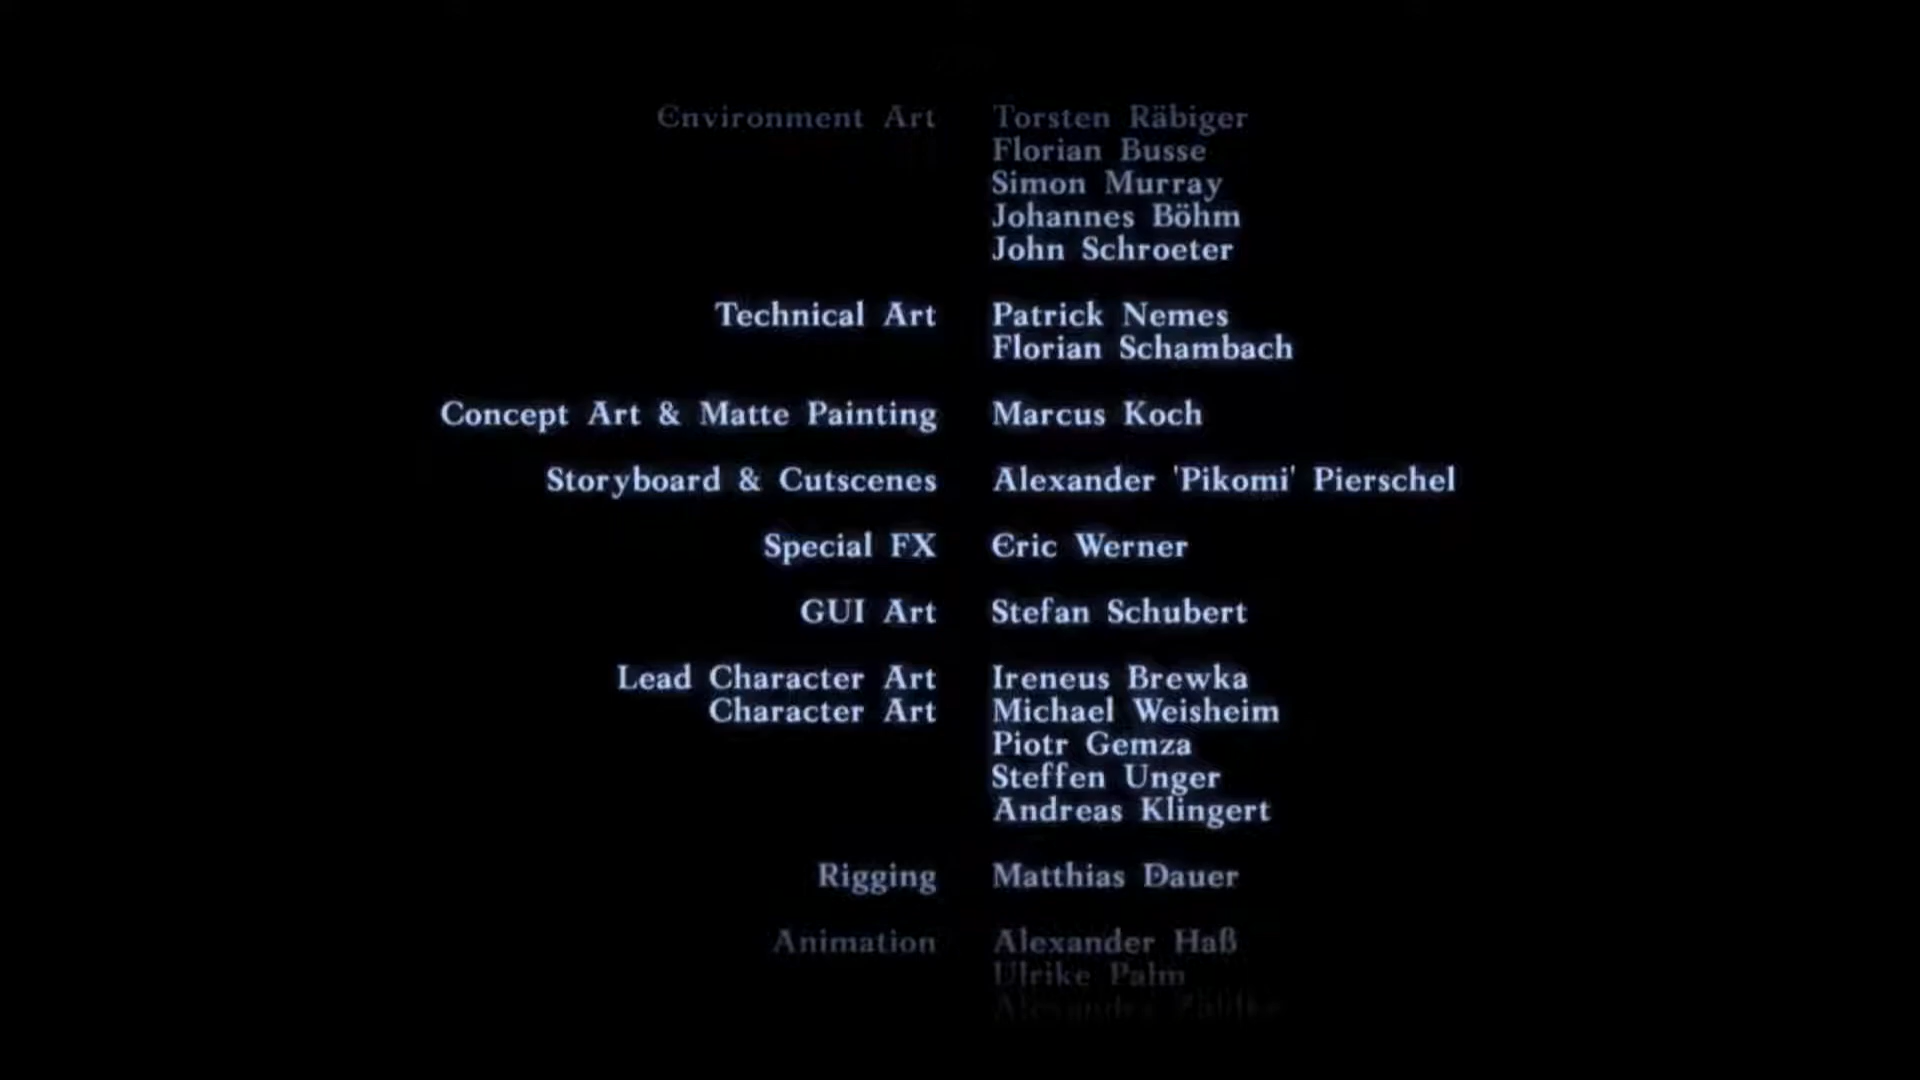 Environment Art Torsten Räbiger
Florian Busse
Simon Murray
Johannes Böhm
John Schroeter
Technical Art Patrick Nemes
Florian Schambach
Concept Art & Matte Painting Marcus Koch
Storyboard & Cutscenes Alexander 'Pikomi' Pierschel
Special FX Eric Werner
GUI Art Stefan Schubert
Lead Character Art Ireneus Brewka
Character Art Michael Weisheim
Piotr Gemza
Steffen Unger
Andreas Klingert
Rigging Matthias Dauer
Animation Alexander Haß
Ulrike Palm